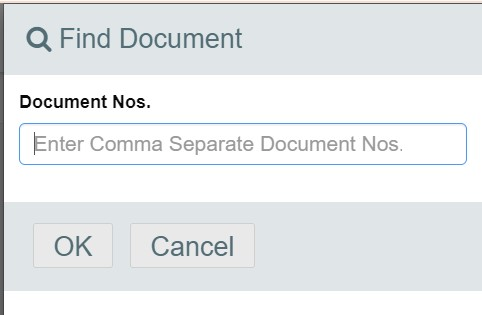 Find Document
Document Nos.
Enter Comma Separate Document Nos.
OK Cancel